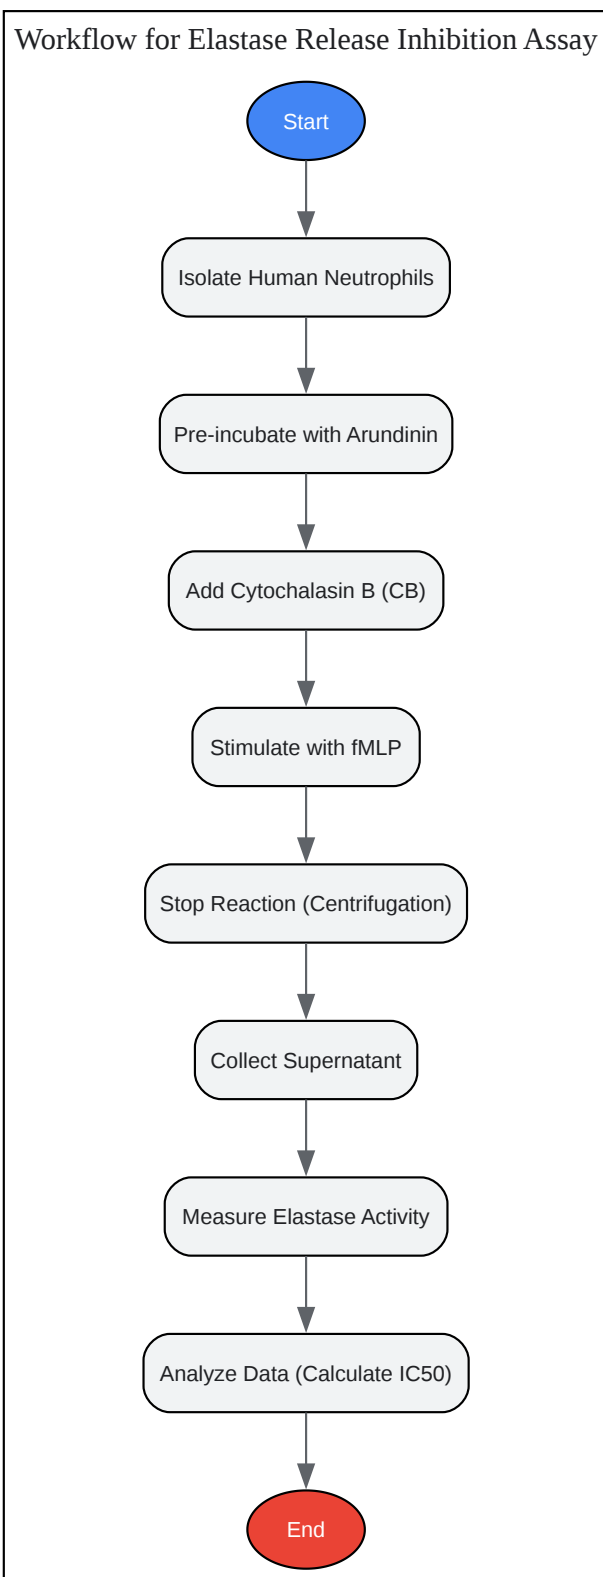 Workflow for Elastase Release Inhibition Assay
Start
Isolate Human Neutrophils
Pre-incubate with Arundinin
Add Cytochalasin B (CB)
Stimulate with fMLP
Stop Reaction (Centrifugation)
Collect Supernatant
Measure Elastase Activity
Analyze Data (Calculate IC50)
End